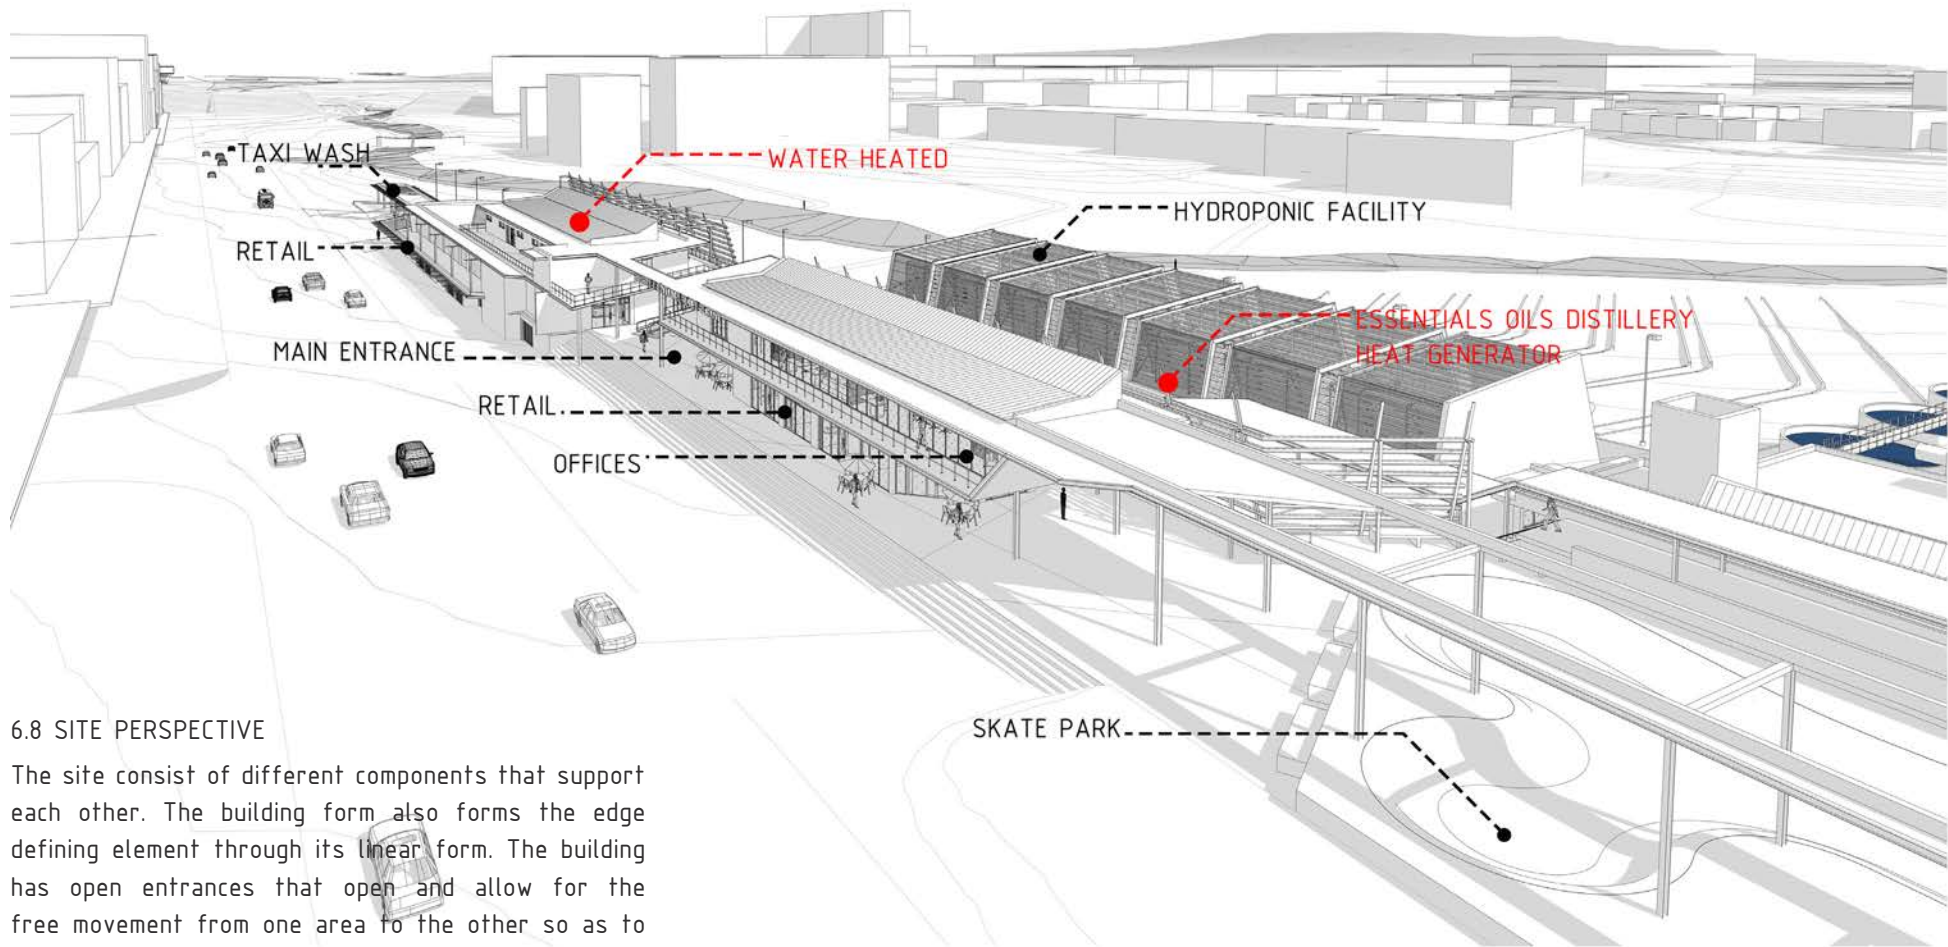 TAXI WASH
WATER HEATED
HYDROPONIC FACILITY
RETAIL
ESSENTIALS OILS DISTILLERY
HEAT GENERATOR
MAIN ENTRANCE
RETAIL
OFFICES
SKATE PARK
6.8 SITE PERSPECTIVE
The site consist of different components that support
each other. The building form also forms the edge
defining element through its linear form. The building
has open entrances that open and allow for the
free movement from one area to the other so as to